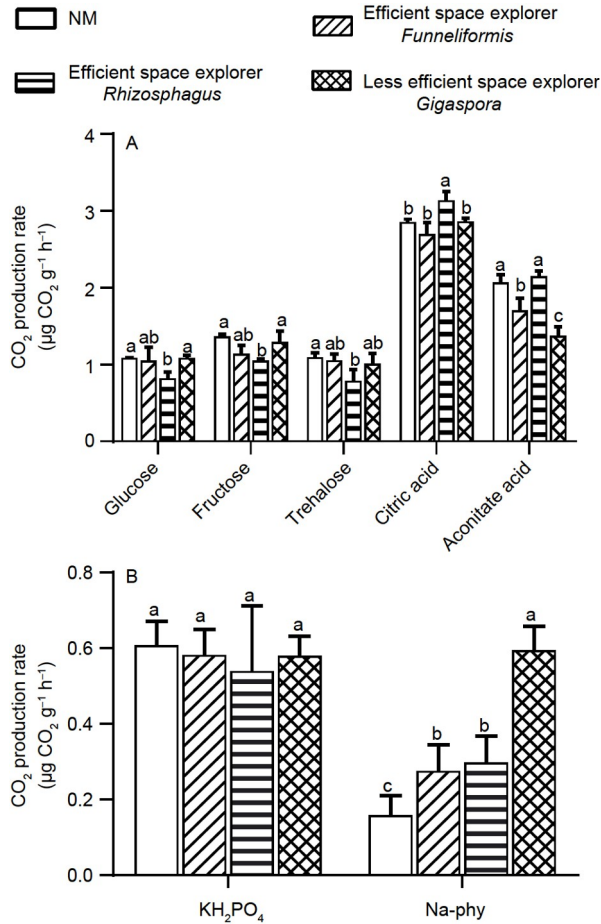 NM
Efficient space explorer
Funneliformis
Efficient space explorer
Rhizosphagus
Less efficient space explorer
Gigaspora
A
CO₂ production rate
(µg CO₂ g⁻¹ h⁻¹)
4
3
2
1
0
a ab b a
a ab b a
a ab b ab
b b a b
a b a c
Glucose
Fructose
Trehalose
Citric acid
Aconitate acid
B
CO₂ production rate
(µg CO₂ g⁻¹ h⁻¹)
0.8
0.6
0.4
0.2
0.0
a a a a
c b b a
KH₂PO₄
Na-phy